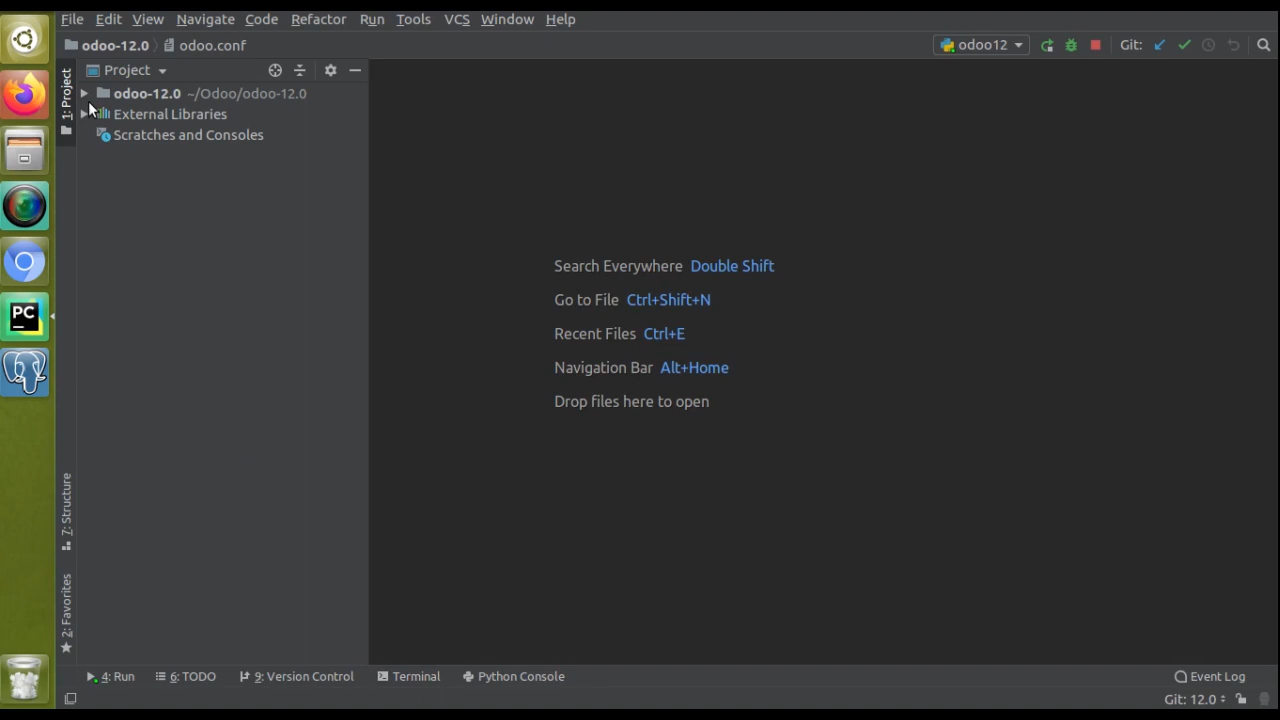 File Edit View Navigate Code Refactor Run Tools VCS Window Help
odoo-12.0 odoo.conf odoo12 Git:
1: Project
Project
odoo-12.0 ~/Odoo/odoo-12.0
External Libraries
Scratches and Consoles
Search Everywhere Double Shift
Go to File Ctrl+Shift+N
Recent Files Ctrl+E
Navigation Bar Alt+Home
Drop files here to open
PC
7: Structure
2: Favorites
4: Run 6: TODO 9: Version Control Terminal Python Console Event Log
Git: 12.0